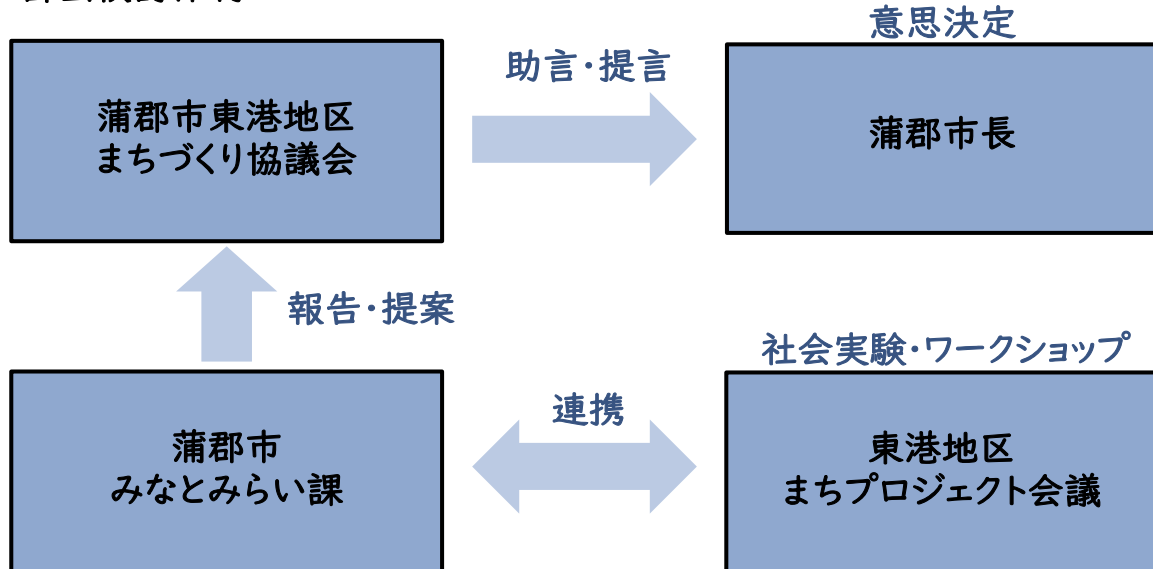 意思決定
蒲郡市東港地区
まちづくり協議会
助言・提言
蒲郡市長
報告・提案
社会実験・ワークショップ
蒲郡市
みなとみらい課
連携
東港地区
まちプロジェクト会議